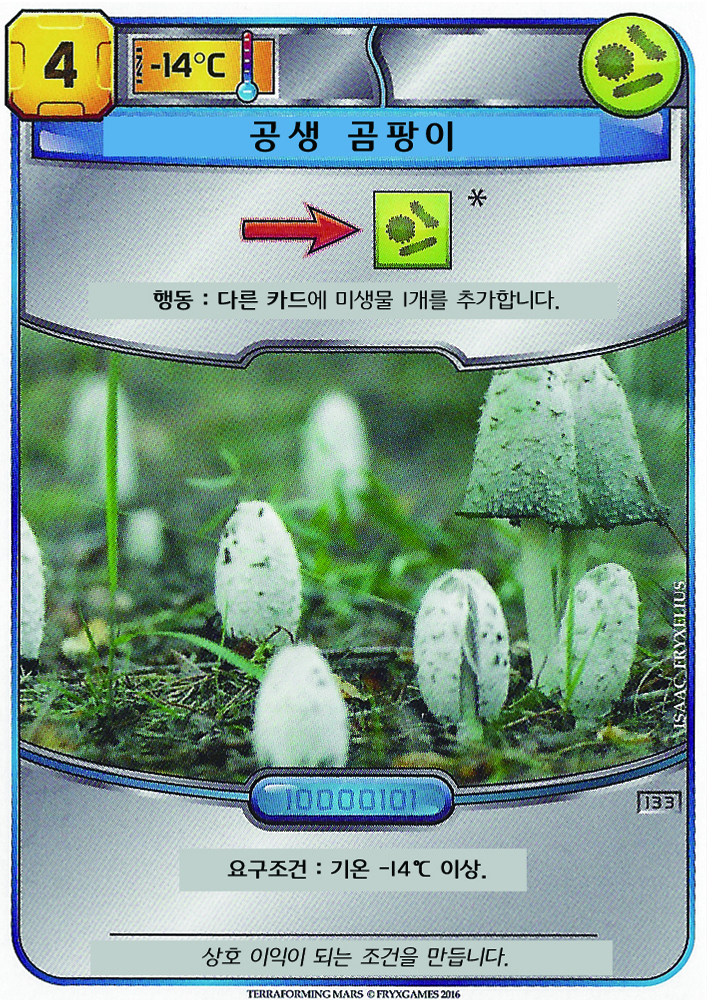 4
-14°C
공생 곰팡이
*
행동 : 다른 카드에 미생물 1개를 추가합니다.
ISAAC FRYXELIUS
10000101
133
요구조건 : 기온 -14℃ 이상.
상호 이익이 되는 조건을 만듭니다.
TERRAFORMING MARS © FRYXGAMES 2016